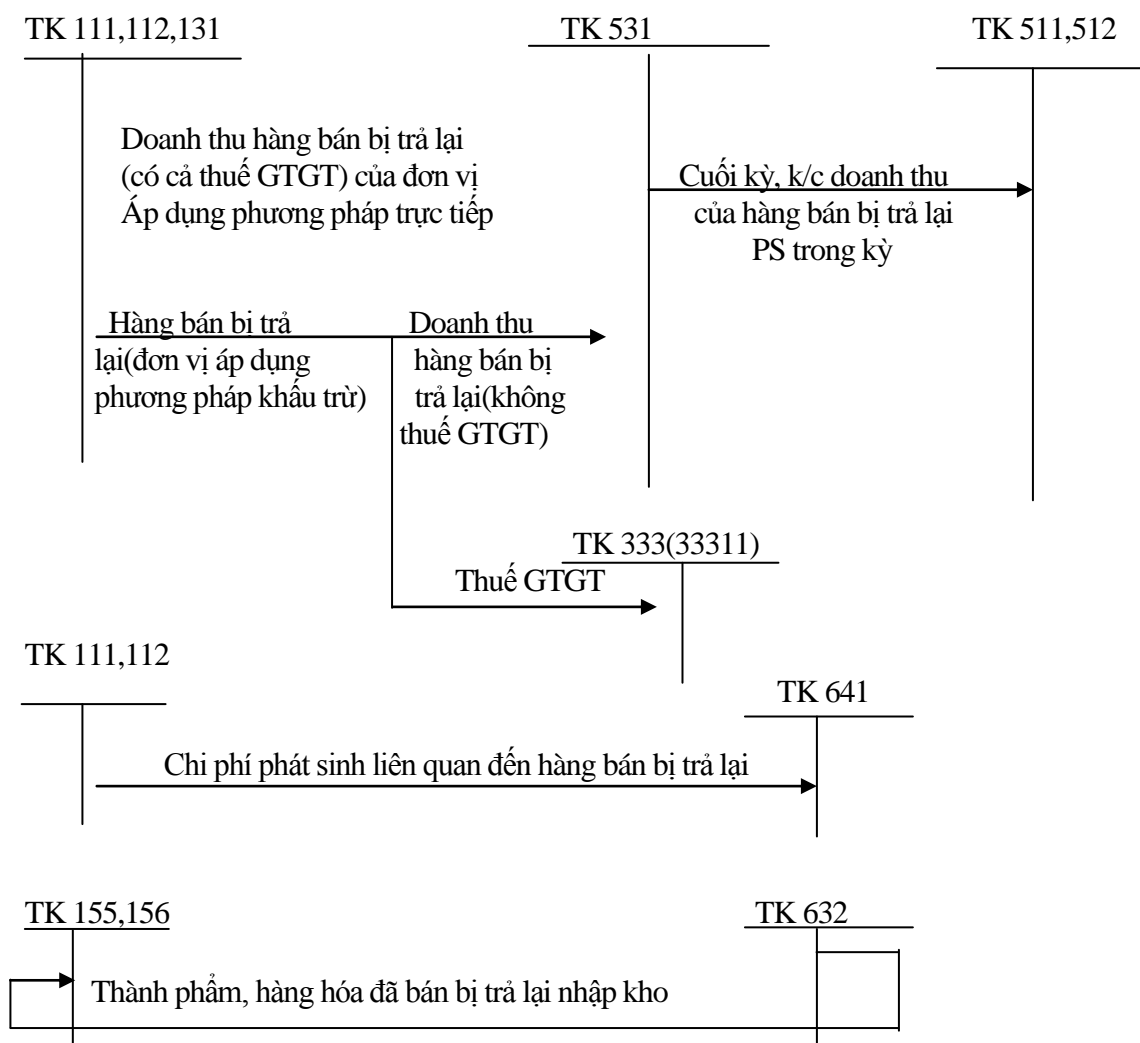 TK 111,112,131
TK 531
TK 511,512
Doanh thu hàng bán bị trả lại
(có cả thuế GTGT) của đơn vị
Áp dụng phương pháp trực tiếp
Cuối kỳ, k/c doanh thu
của hàng bán bị trả lại
PS trong kỳ
Hàng bán bị trả
lại(đơn vị áp dụng
phương pháp khấu trừ)
Doanh thu
hàng bán bị
trả lại(không
thuế GTGT)
TK 333(33311)
Thuế GTGT
TK 111,112
TK 641
Chi phí phát sinh liên quan đến hàng bán bị trả lại
TK 155,156
TK 632
Thành phẩm, hàng hóa đã bán bị trả lại nhập kho